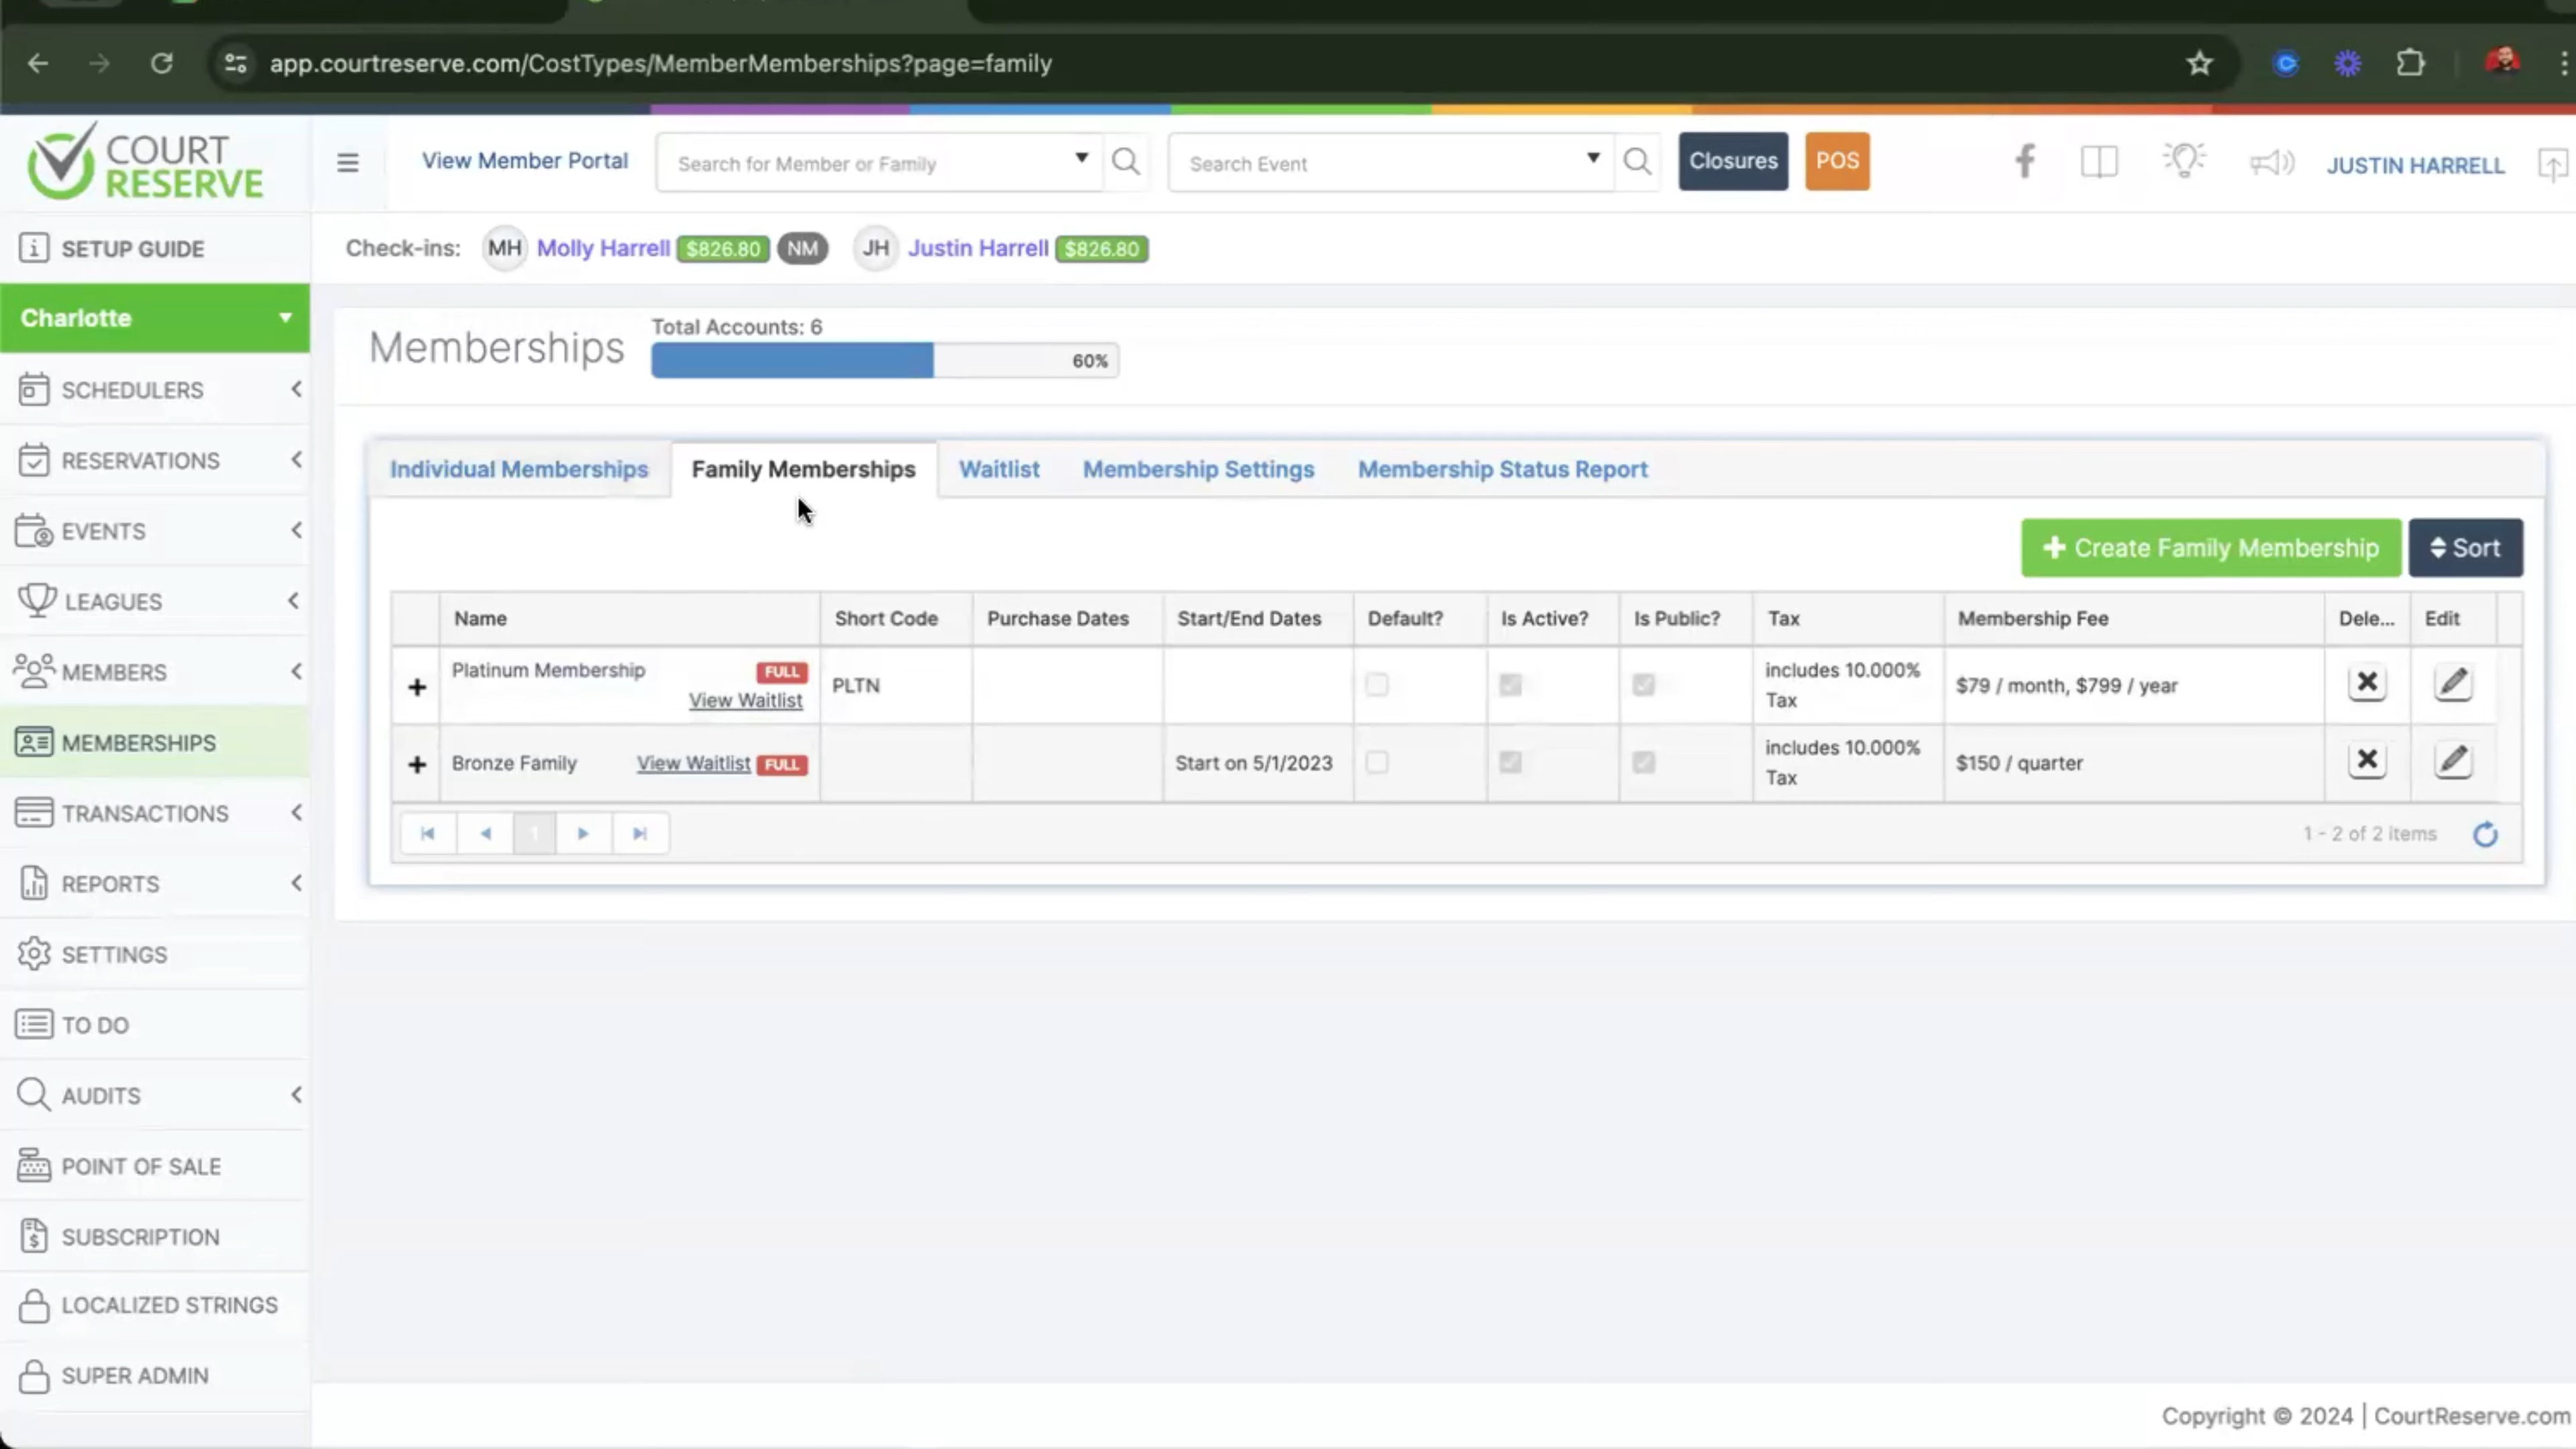 app.courtreserve.com/CostTypes/MemberMemberships?page=family
COURT
RESERVE
View Member Portal
Search for Member or Family
Search Event
Closures
POS
JUSTIN HARRELL
SETUP GUIDE
Check-ins: MH Molly Harrell $826.80 NM JH Justin Harrell $826.80
Charlotte
Memberships
Total Accounts: 6
60%
SCHEDULERS
RESERVATIONS
EVENTS
LEAGUES
MEMBERS
MEMBERSHIPS
TRANSACTIONS
REPORTS
SETTINGS
TO DO
AUDITS
POINT OF SALE
SUBSCRIPTION
LOCALIZED STRINGS
SUPER ADMIN
Individual Memberships Family Memberships Waitlist Membership Settings Membership Status Report
Create Family Membership
Sort
Name Short Code Purchase Dates Start/End Dates Default? Is Active? Is Public? Tax Membership Fee Dele... Edit
Platinum Membership FULL
View Waitlist
PLTN
includes 10.000%
Tax
$79 / month, $799 / year
Bronze Family View Waitlist FULL
Start on 5/1/2023
includes 10.000%
Tax
$150 / quarter
1
1 - 2 of 2 items
Copyright © 2024 | CourtReserve.com